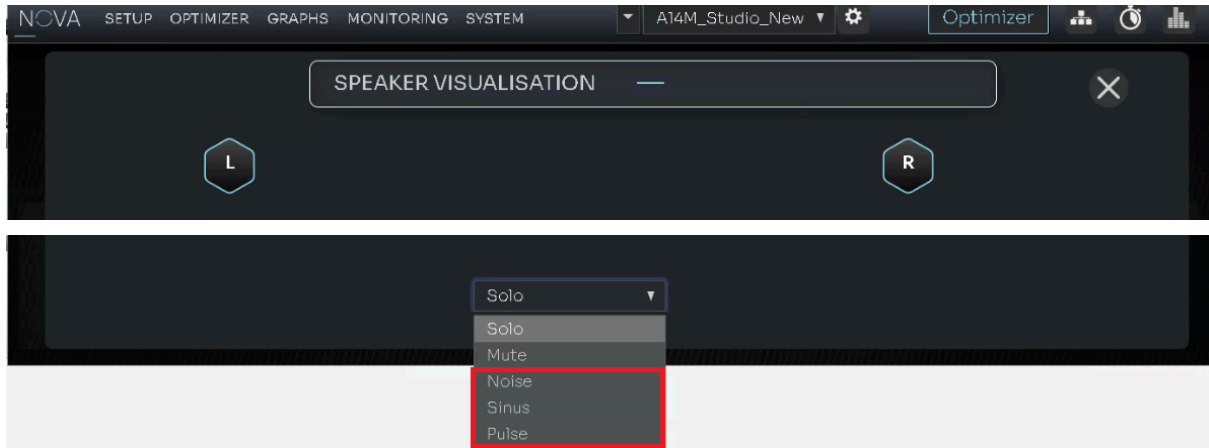 NOVA SETUP OPTIMIZER GRAPHS MONITORING SYSTEM A14M_Studio_New Optimizer
SPEAKER VISUALISATION
L R
Solo
Solo
Mute
Noise
Sinus
Pulse